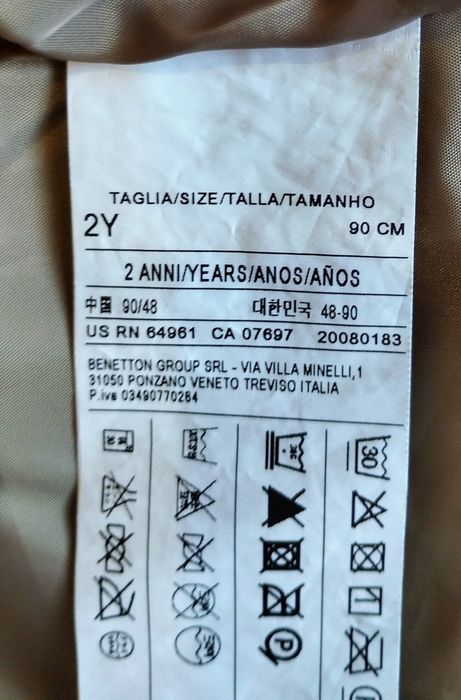 TAGLIA/SIZE/TALLA/TAMANHO
2Y 90 CM
2 ANNI/YEARS/ANOS/AÑOS
中国 90/48 대한민국 48-90
US RN 64961 CA 07697 20080183
BENETTON GROUP SRL - VIA VILLA MINELLI,1
31050 PONZANO VENETO TREVISO ITALIA
P.iva 03490770264
30
P